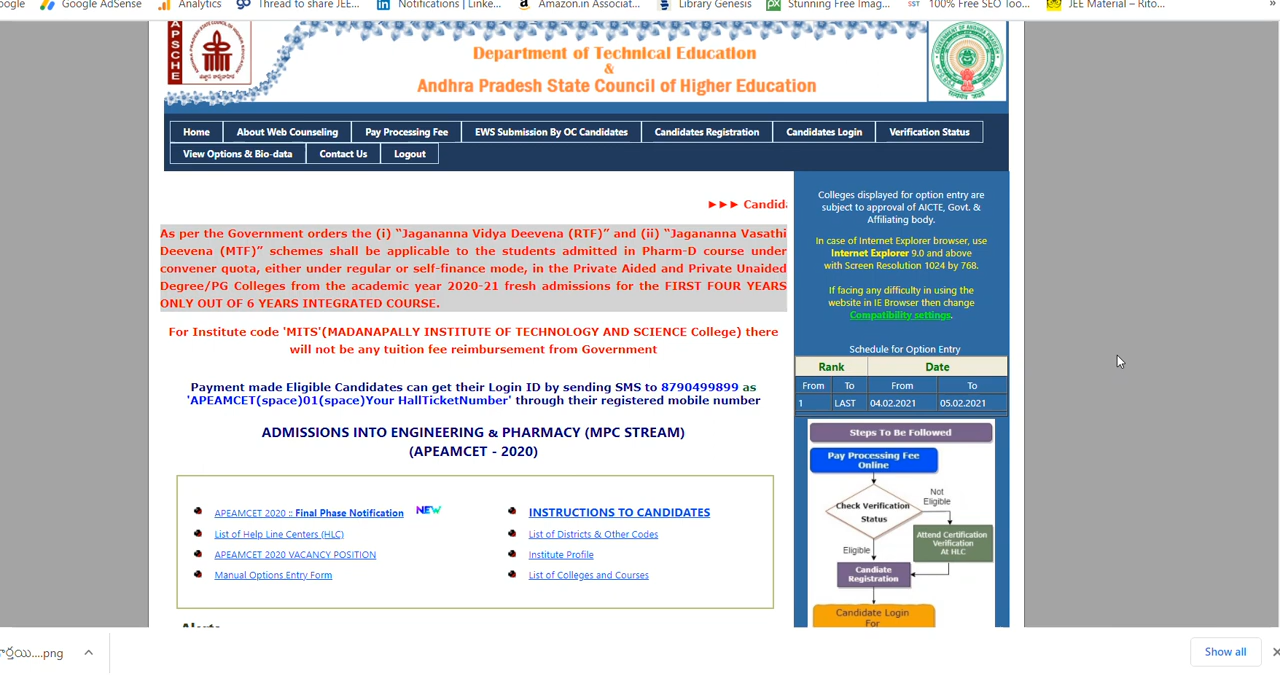 oogle Google AdSense Analytics Thread to share JEE... Notifications | Linke... Amazon.in Associat... Library Genesis Stunning Free Imag... SST 100% Free SEO Too... JEE Material – Rito... »
APSCHE
Department of Technical Education
&
Andhra Pradesh State Council of Higher Education
Home About Web Counseling Pay Processing Fee EWS Submission By OC Candidates Candidates Registration Candidates Login Verification Status
View Options & Bio-data Contact Us Logout
►►► Candida
As per the Government orders the (i) “Jagananna Vidya Deevena (RTF)” and (ii) “Jagananna Vasathi
Deevena (MTF)” schemes shall be applicable to the students admitted in Pharm-D course under
convener quota, either under regular or self-finance mode, in the Private Aided and Private Unaided
Degree/PG Colleges from the academic year 2020-21 fresh admissions for the FIRST FOUR YEARS
ONLY OUT OF 6 YEARS INTEGRATED COURSE.
For Institute code 'MITS'(MADANAPALLY INSTITUTE OF TECHNOLOGY AND SCIENCE College) there
will not be any tuition fee reimbursement from Government
Payment made Eligible Candidates can get their Login ID by sending SMS to 8790499899 as
'APEAMCET(space)01(space)Your HallTicketNumber' through their registered mobile number
ADMISSIONS INTO ENGINEERING & PHARMACY (MPC STREAM)
(APEAMCET - 2020)
APEAMCET 2020 :: Final Phase Notification NEW
List of Help Line Centers (HLC)
APEAMCET 2020 VACANCY POSITION
Manual Options Entry Form
INSTRUCTIONS TO CANDIDATES
List of Districts & Other Codes
Institute Profile
List of Colleges and Courses
Alerts
Colleges displayed for option entry are
subject to approval of AICTE, Govt. &
Affiliating body.
In case of Internet Explorer browser, use
Internet Explorer 9.0 and above
with Screen Resolution 1024 by 768.
If facing any difficulty in using the
website in IE Browser then change
Compatibility settings.
Schedule for Option Entry
Rank Date
From To From To
1 LAST 04.02.2021 05.02.2021
Steps To Be Followed
Pay Processing Fee
Online
Check Verification
Status
Not
Eligible
Attend Certification
Verification
At HLC
Eligible
Candiate
Registration
Candidate Login
For
....png
Show all